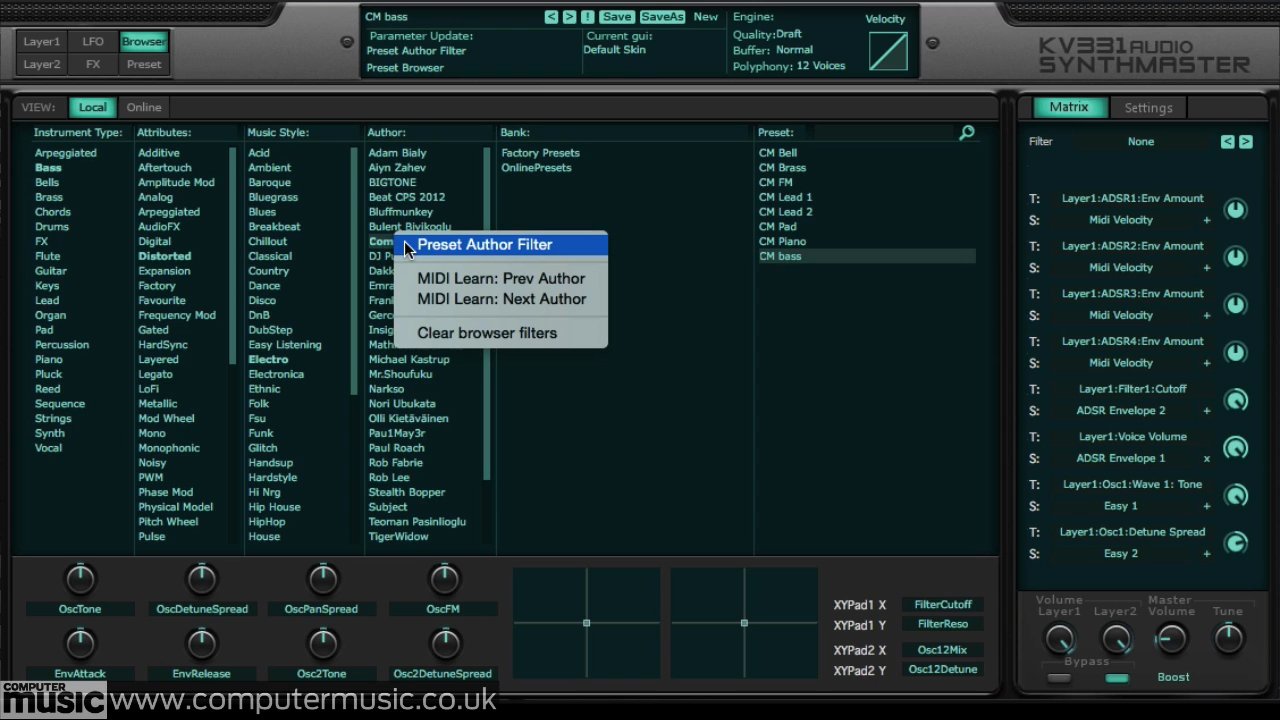 CM bass
< > ! Save SaveAs New
Engine:
Velocity
Parameter Update:
Preset Author Filter
Preset Browser
Current gui:
Default Skin
Quality: Draft
Buffer: Normal
Polyphony: 12 Voices
Layer1 LFO Browser
Layer2 FX Preset
KV331 AUDIO
SYNTHMASTER
VIEW: Local Online
Matrix Settings
Instrument Type:
Arpeggiated
Bass
Bells
Brass
Chords
Drums
FX
Flute
Guitar
Keys
Lead
Organ
Pad
Percussion
Piano
Pluck
Reed
Sequence
Strings
Synth
Vocal
Attributes:
Additive
Aftertouch
Amplitude Mod
Analog
Arpeggiated
AudioFX
Digital
Distorted
Expansion
Factory
Favourite
Frequency Mod
Gated
HardSync
Layered
Legato
LoFi
Metallic
Mod Wheel
Mono
Monophonic
Noisy
PWM
Phase Mod
Physical Model
Pitch Wheel
Pulse
Music Style:
Acid
Ambient
Baroque
Bluegrass
Blues
Breakbeat
Chillout
Classical
Country
Dance
Disco
DnB
DubStep
Easy Listening
Electro
Electronica
Ethnic
Folk
Fsu
Funk
Glitch
Handsup
Hardstyle
Hi Nrg
Hip House
HipHop
House
Author:
Adam Bialy
Aiyn Zahev
BIGTONE
Beat CPS 2012
Bluffmunkey
Bulent Biyikoglu
Com
DJ
Dakk
Emra
Frank
Gerc
Insig
Math
Michael Kastrup
Mr.Shoufuku
Narkso
Nori Ubukata
Olli Kietäväinen
Pau1May3r
Paul Roach
Rob Fabrie
Rob Lee
Stealth Bopper
Subject
Teoman Pasinlioglu
TigerWidow
Preset Author Filter
MIDI Learn: Prev Author
MIDI Learn: Next Author
Clear browser filters
Bank:
Factory Presets
OnlinePresets
Preset:
CM Bell
CM Brass
CM FM
CM Lead 1
CM Lead 2
CM Pad
CM Piano
CM bass
Filter None < >
T: Layer1:ADSR1:Env Amount
S: Midi Velocity +
T: Layer1:ADSR2:Env Amount
S: Midi Velocity +
T: Layer1:ADSR3:Env Amount
S: Midi Velocity +
T: Layer1:ADSR4:Env Amount
S: Midi Velocity +
T: Layer1:Filter1:Cutoff
S: ADSR Envelope 2 +
T: Layer1:Voice Volume
S: ADSR Envelope 1 x
T: Layer1:Osc1:Wave 1: Tone
S: Easy 1 +
T: Layer1:Osc1:Detune Spread
S: Easy 2 +
OscTone OscDetuneSpread OscPanSpread OscFM
EnvAttack EnvRelease Osc2Tone Osc2DetuneSpread
XYPad1 X FilterCutoff
XYPad1 Y FilterReso
XYPad2 X Osc12Mix
XYPad2 Y Osc12Detune
Volume
Layer1 Layer2
Master
Volume
Tune
Bypass
Boost
COMPUTER
music www.computermusic.co.uk